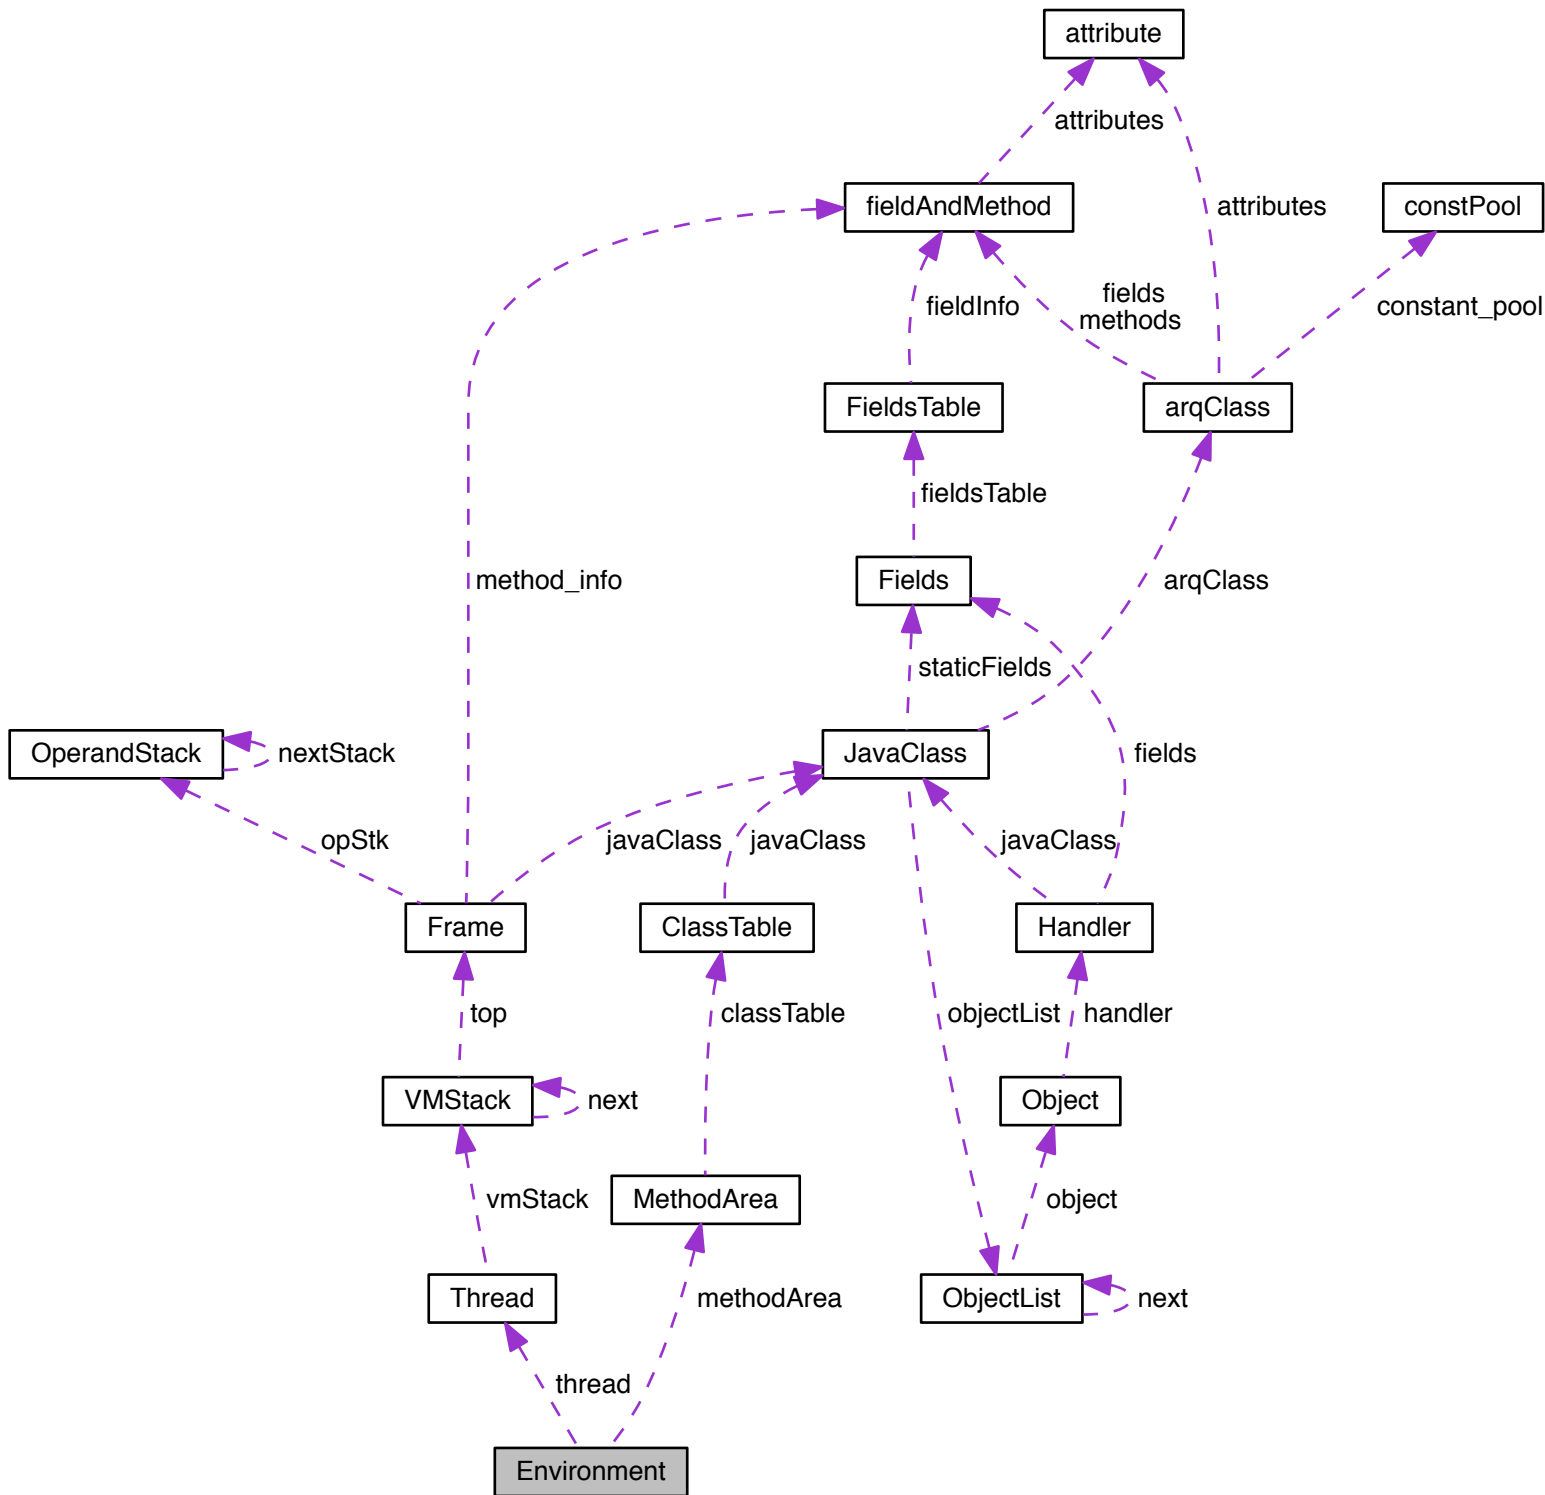 attribute
attributes
fieldAndMethod
constPool
attributes
fieldInfo
fields
methods
constant_pool
FieldsTable
arqClass
fieldsTable
method_info
Fields
arqClass
staticFields
OperandStack
nextStack
JavaClass
fields
opStk
javaClass
javaClass
javaClass
Frame
ClassTable
Handler
top
classTable
objectList
handler
VMStack
next
Object
vmStack
MethodArea
object
Thread
methodArea
ObjectList
next
thread
Environment